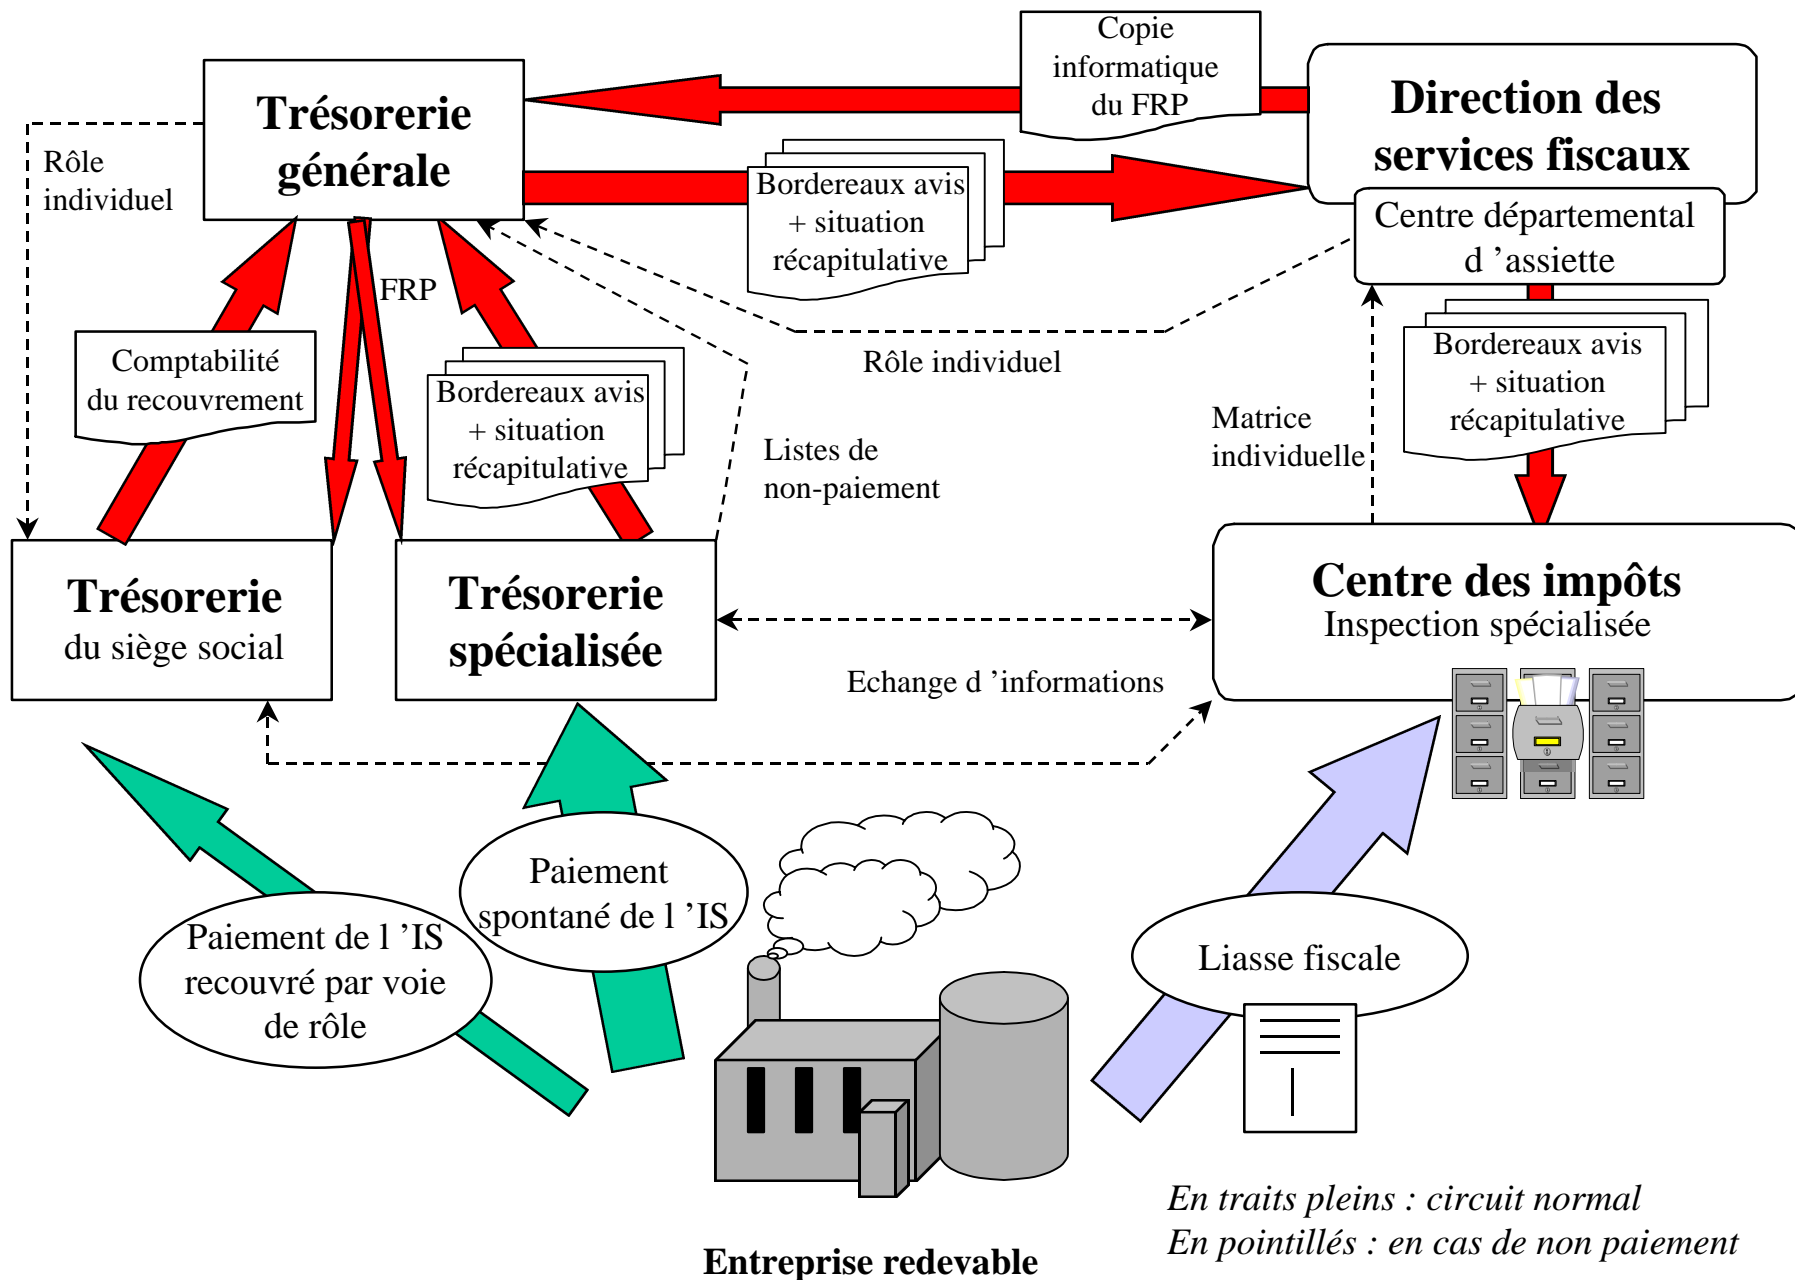 Copie
informatique
du FRP
Trésorerie
générale
Direction des
services fiscaux
Rôle
individuel
Bordereaux avis
+ situation
récapitulative
Centre départemental
d ’assiette
FRP
Comptabilité
du recouvrement
Bordereaux avis
+ situation
récapitulative
Rôle individuel
Bordereaux avis
+ situation
récapitulative
Listes de
non-paiement
Matrice
individuelle
Trésorerie
du siège social
Trésorerie
spécialisée
Centre des impôts
Inspection spécialisée
Echange d ’informations
Paiement
spontané de l ’IS
Paiement de l ’IS
recouvré par voie
de rôle
Liasse fiscale
En traits pleins : circuit normal
En pointillés : en cas de non paiement
Entreprise redevable